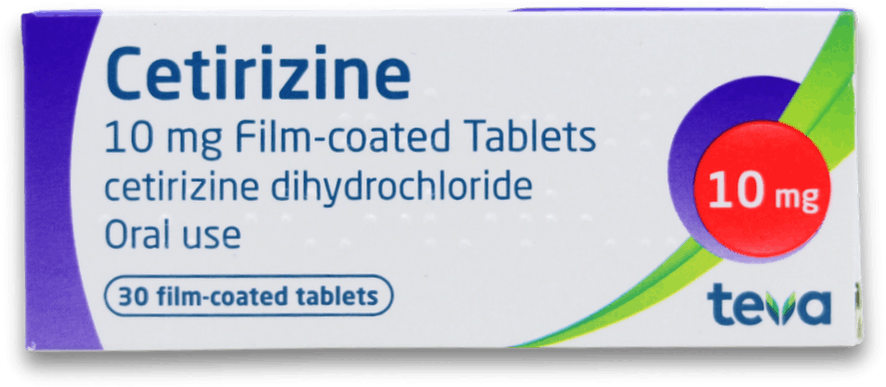 Cetirizine
10 mg Film-coated Tablets
cetirizine dihydrochloride
Oral use
30 film-coated tablets
10 mg
teva